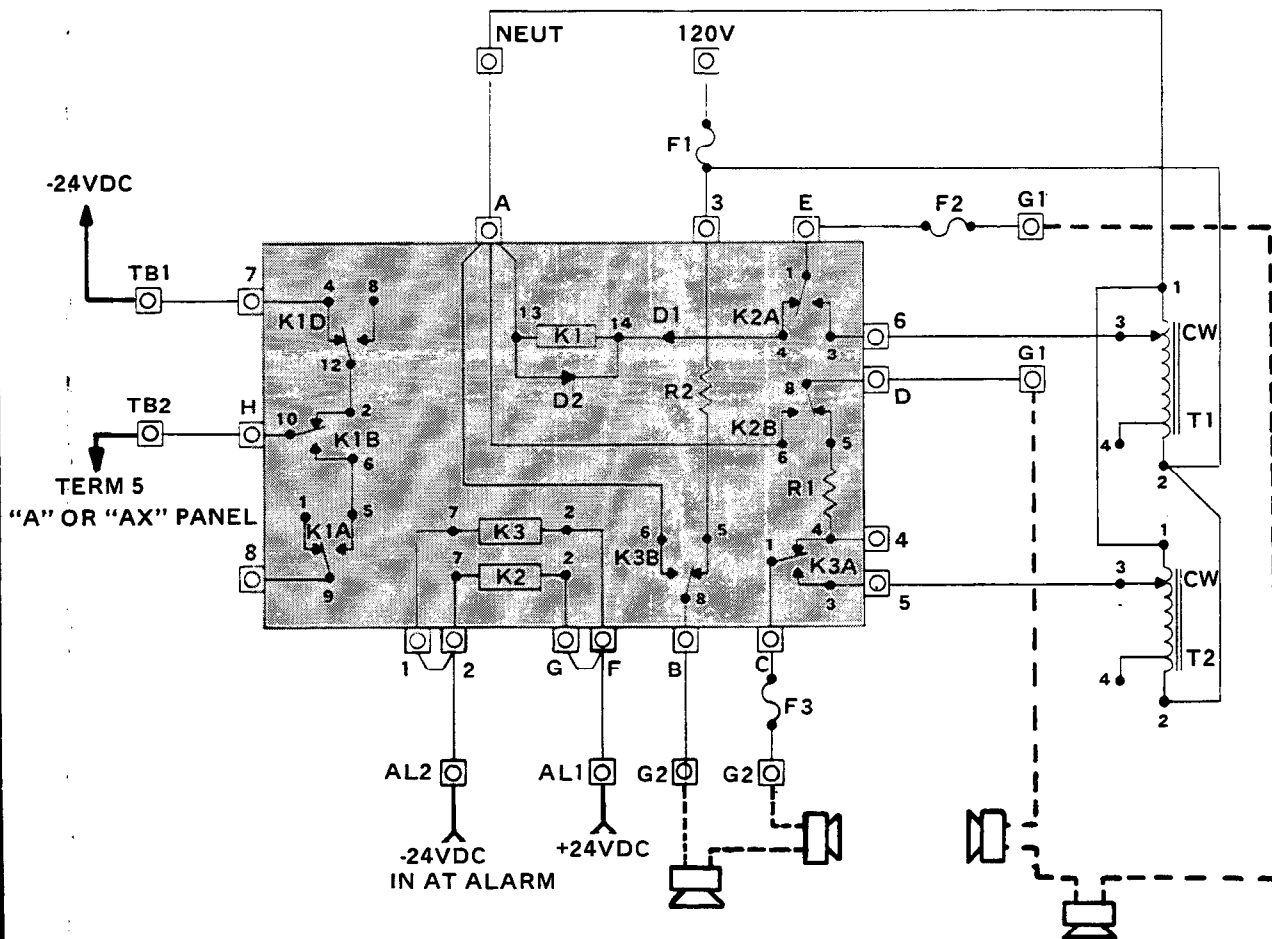 NEUT
120V
F1
-24VDC
A
3
E
F2
G1
TB1
7
4
8
K1D
12
13
K1
14
D1
K2A
1
4
3
6
3
1
CW
D2
R2
8
D
G1
T1
4
2
TB2
H
10
2
K1B
6
K2B
6
5
TERM 5
"A" OR "AX" PANEL
R1
1
K1A
5
7
K3
2
6
K3B
5
1
4
K3A
3
4
1
8
9
7
K2
2
8
5
3
CW
T2
4
2
1
2
G
F
B
C
F3
AL2
AL1
G2
G2
-24VDC
IN AT ALARM
+24VDC